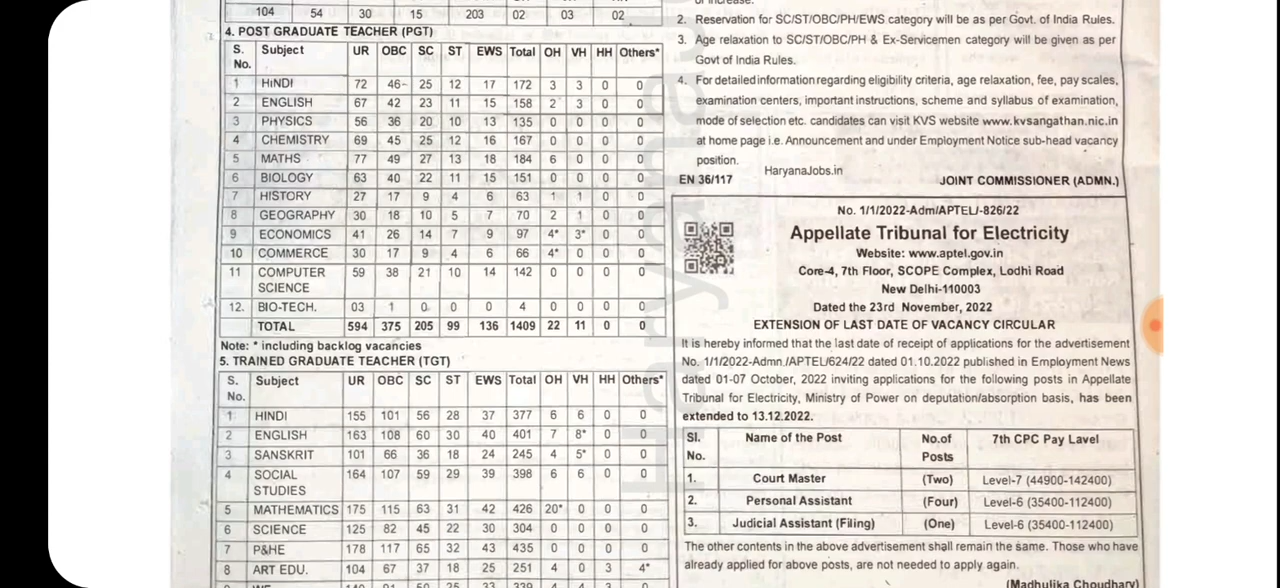 104 54 30 15 203 02 03 02
4. POST GRADUATE TEACHER (PGT)
S. No. Subject UR OBC SC ST EWS Total OH VH HH Others*
1 HINDI 72 46- 25 12 17 172 3 3 0 0
2 ENGLISH 67 42 23 11 15 158 2 3 0 0
3 PHYSICS 56 36 20 10 13 135 0 0 0 0
4 CHEMISTRY 69 45 25 12 16 167 0 0 0 0
5 MATHS 77 49 27 13 18 184 6 0 0 0
6 BIOLOGY 63 40 22 11 15 151 0 0 0 0
7 HISTORY 27 17 9 4 6 63 1 1 0 0
8 GEOGRAPHY 30 18 10 5 7 70 2 1 0 0
9 ECONOMICS 41 26 14 7 9 97 4* 3* 0 0
10 COMMERCE 30 17 9 4 6 66 4* 0 0 0
11 COMPUTER SCIENCE 59 38 21 10 14 142 0 0 0 0
12. BIO-TECH. 03 1 0 0 0 4 0 0 0 0
TOTAL 594 375 205 99 136 1409 22 11 0 0
Note: * including backlog vacancies
5. TRAINED GRADUATE TEACHER (TGT)
S. No. Subject UR OBC SC ST EWS Total OH VH HH Others*
1 HINDI 155 101 56 28 37 377 6 6 0 0
2 ENGLISH 163 108 60 30 40 401 7 8* 0 0
3 SANSKRIT 101 66 36 18 24 245 4 5* 0 0
4 SOCIAL STUDIES 164 107 59 29 39 398 6 6 0 0
5 MATHEMATICS 175 115 63 31 42 426 20* 0 0 0
6 SCIENCE 125 82 45 22 30 304 0 0 0 0
7 P&HE 178 117 65 32 43 435 0 0 0 0
8 ART EDU. 104 67 37 18 25 251 4 0 3 4*
2. Reservation for SC/ST/OBC/PH/EWS category will be as per Govt. of India Rules.
3. Age relaxation to SC/ST/OBC/PH & Ex-Servicemen category will be given as per
Govt of India Rules.
4. For detailed information regarding eligibility criteria, age relaxation, fee, pay scales,
examination centers, important instructions, scheme and syllabus of examination,
mode of selection etc. candidates can visit KVS website www.kvsangathan.nic.in
at home page i.e. Announcement and under Employment Notice sub-head vacancy
position.
HaryanaJobs.in
EN 36/117 JOINT COMMISSIONER (ADMN.)
No. 1/1/2022-Adm/APTEL/-826/22
Appellate Tribunal for Electricity
Website: www.aptel.gov.in
Core-4, 7th Floor, SCOPE Complex, Lodhi Road
New Delhi-110003
Dated the 23rd November, 2022
EXTENSION OF LAST DATE OF VACANCY CIRCULAR
It is hereby informed that the last date of receipt of applications for the advertisement
No. 1/1/2022-Admn./APTEL/624/22 dated 01.10.2022 published in Employment News
dated 01-07 October, 2022 inviting applications for the following posts in Appellate
Tribunal for Electricity, Ministry of Power on deputation/absorption basis, has been
extended to 13.12.2022.
Sl. No. Name of the Post No.of Posts 7th CPC Pay Lavel
1. Court Master (Two) Level-7 (44900-142400)
2. Personal Assistant (Four) Level-6 (35400-112400)
3. Judicial Assistant (Filing) (One) Level-6 (35400-112400)
The other contents in the above advertisement shall remain the same. Those who have
already applied for above posts, are not needed to apply again.
(Madhulika Choudhary)